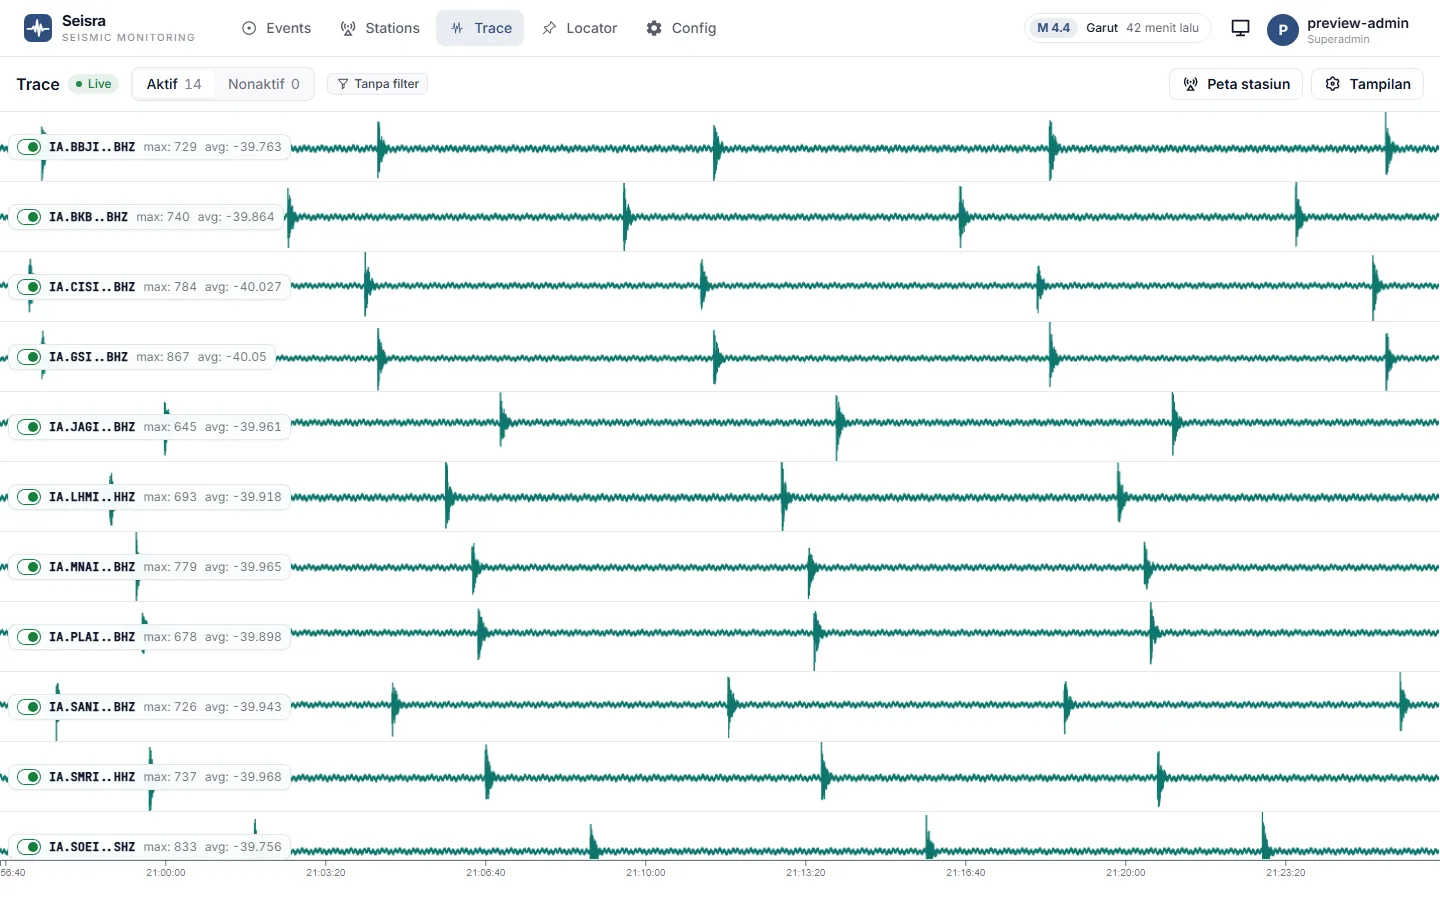 Seisra
SEISMIC MONITORING
Events
Stations
Trace
Locator
Config
M 4.4 Garut 42 menit lalu
P
preview-admin
Superadmin
Trace
Live
Aktif 14
Nonaktif 0
Tanpa filter
Peta stasiun
Tampilan
IA.BBJI..BHZ max: 729 avg: -39.763
IA.BKB..BHZ max: 740 avg: -39.864
IA.CISI..BHZ max: 784 avg: -40.027
IA.GSI..BHZ max: 867 avg: -40.05
IA.JAGI..BHZ max: 645 avg: -39.961
IA.LHMI..HHZ max: 693 avg: -39.918
IA.MNAI..BHZ max: 779 avg: -39.965
IA.PLAI..BHZ max: 678 avg: -39.898
IA.SANI..BHZ max: 726 avg: -39.943
IA.SMRI..HHZ max: 737 avg: -39.968
IA.SOEI..SHZ max: 833 avg: -39.756
56:40 21:00:00 21:03:20 21:06:40 21:10:00 21:13:20 21:16:40 21:20:00 21:23:20